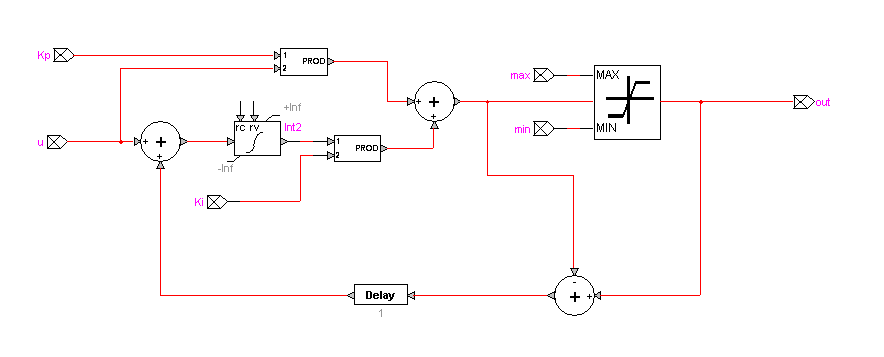 Kp
1
2
PROD
max
MAX
+
+
out
+Inf
min
MIN
rc rv
Int2
+
u
+
+
+
1
2
PROD
-Inf
Ki
-
+
+
Delay
1